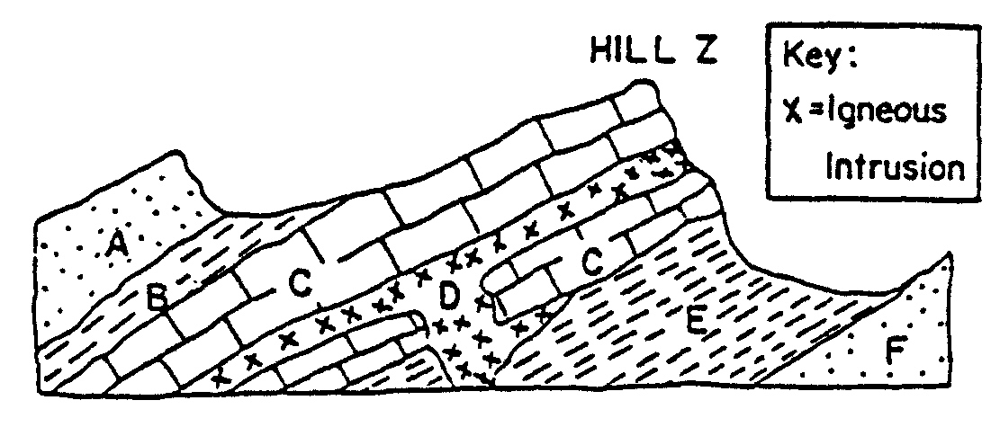 HILL Z
Key:
X = Igneous
Intrusion
A
B
C
D
C
E
F